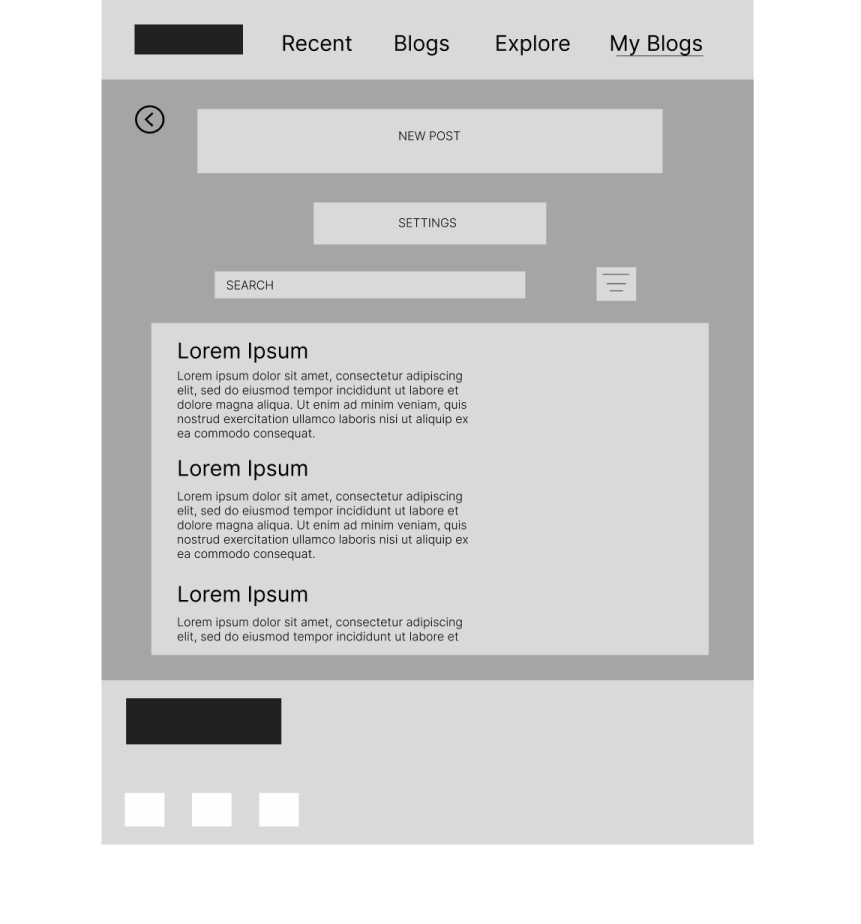 Recent Blogs Explore My Blogs
NEW POST
SETTINGS
SEARCH
Lorem Ipsum
Lorem ipsum dolor sit amet, consectetur adipiscing
elit, sed do eiusmod tempor incididunt ut labore et
dolore magna aliqua. Ut enim ad minim veniam, quis
nostrud exercitation ullamco laboris nisi ut aliquip ex
ea commodo consequat.
Lorem Ipsum
Lorem ipsum dolor sit amet, consectetur adipiscing
elit, sed do eiusmod tempor incididunt ut labore et
dolore magna aliqua. Ut enim ad minim veniam, quis
nostrud exercitation ullamco laboris nisi ut aliquip ex
ea commodo consequat.
Lorem Ipsum
Lorem ipsum dolor sit amet, consectetur adipiscing
elit, sed do eiusmod tempor incididunt ut labore et